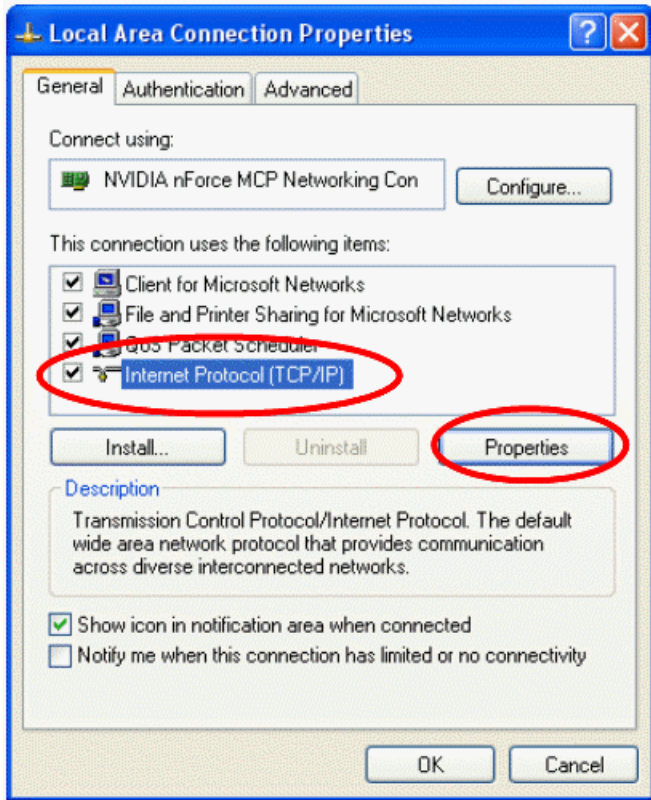 Local Area Connection Properties
General Authentication Advanced
Connect using:
NVIDIA nForce MCP Networking Con
Configure...
This connection uses the following items:
Client for Microsoft Networks
File and Printer Sharing for Microsoft Networks
QoS Packet Scheduler
Internet Protocol (TCP/IP)
Install... Uninstall Properties
Description
Transmission Control Protocol/Internet Protocol. The default
wide area network protocol that provides communication
across diverse interconnected networks.
Show icon in notification area when connected
Notify me when this connection has limited or no connectivity
OK Cancel